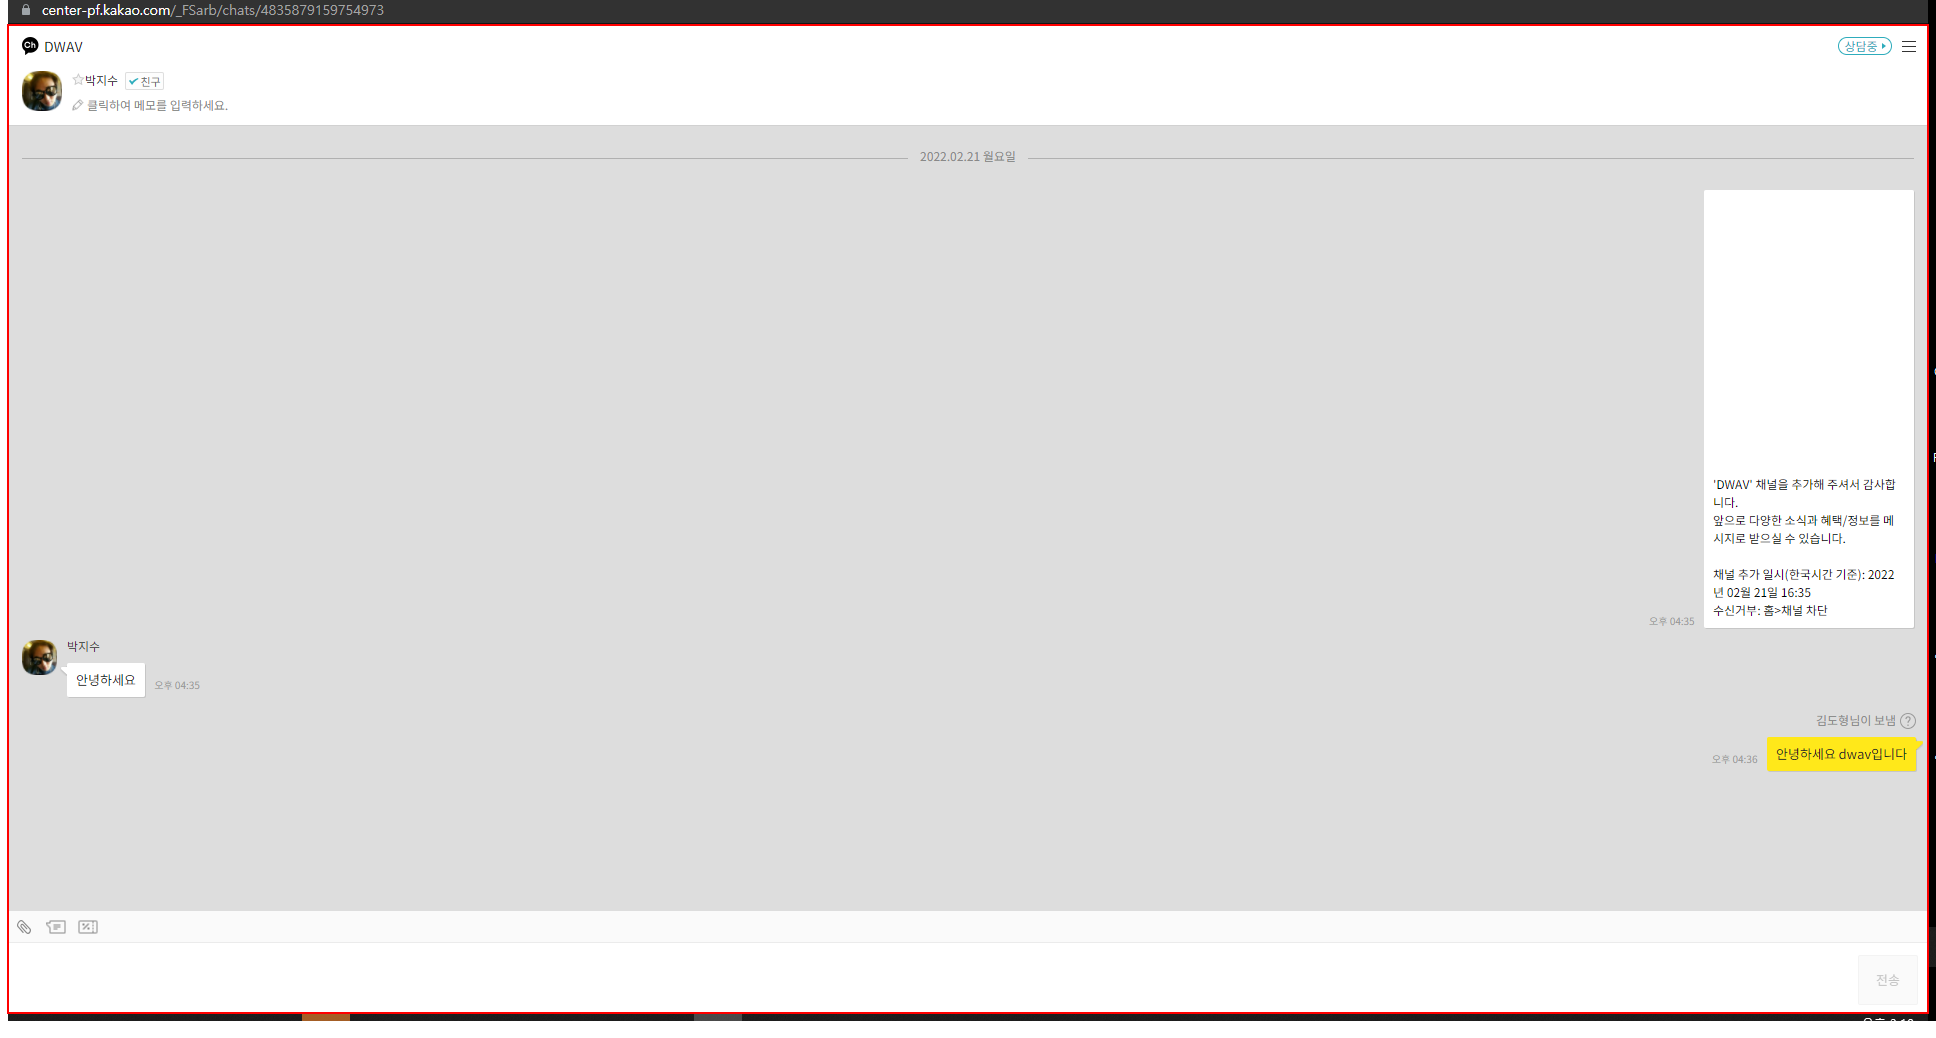 center-pf.kakao.com/_FSarb/chats/4835879159754973
Ch DWAV
상담중
박지수 친구
클릭하여 메모를 입력하세요.
2022.02.21 월요일
'DWAV' 채널을 추가해 주셔서 감사합
니다.
앞으로 다양한 소식과 혜택/정보를 메
시지로 받으실 수 있습니다.
채널 추가 일시(한국시간 기준): 2022
년 02월 21일 16:35
수신거부: 홈>채널 차단
오후 04:35
박지수
안녕하세요
오후 04:35
김도형님이 보냄 ?
오후 04:36
안녕하세요 dwav입니다
전송